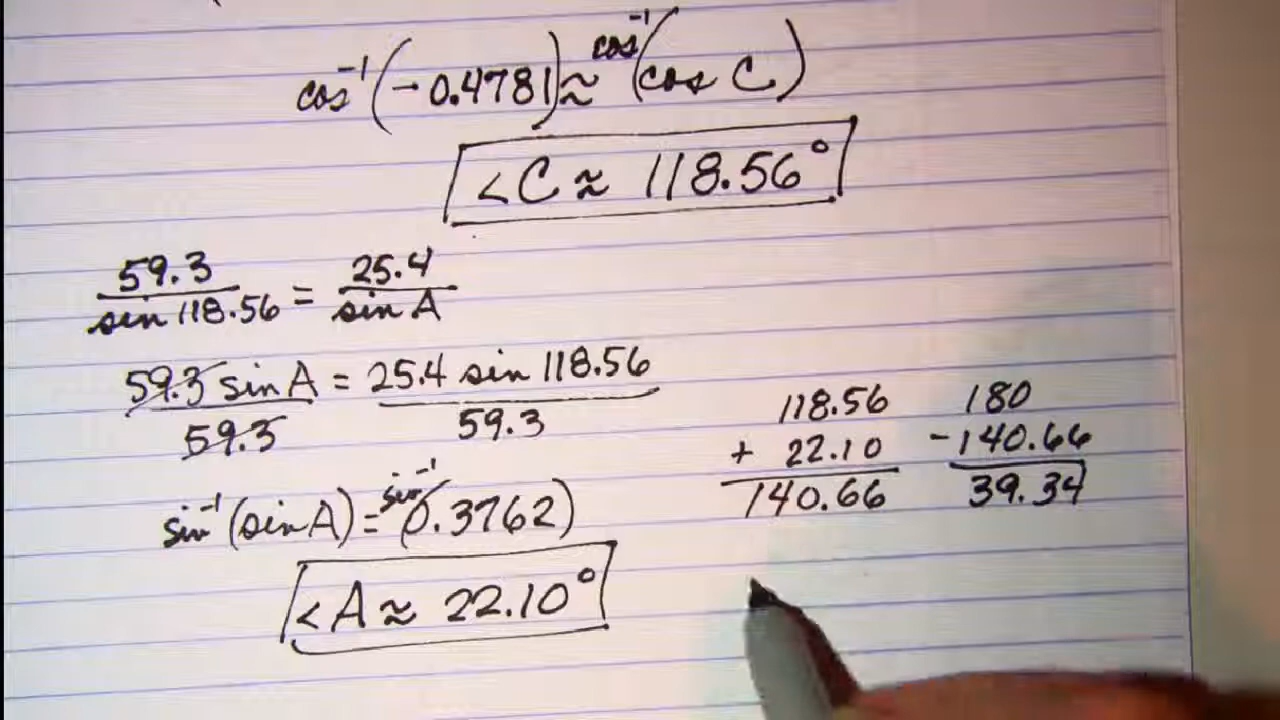 cos⁻¹(-0.4781) ≈ cos⁻¹(cos C)
<C ≈ 118.56°
59.3 / sin 118.56 = 25.4 / sin A
59.3 sin A / 59.3 = 25.4 sin 118.56 / 59.3
sin⁻¹(sin A) = sin⁻¹(0.3762)
<A ≈ 22.10°
118.56
+ 22.10
140.66
180
-140.66
39.34